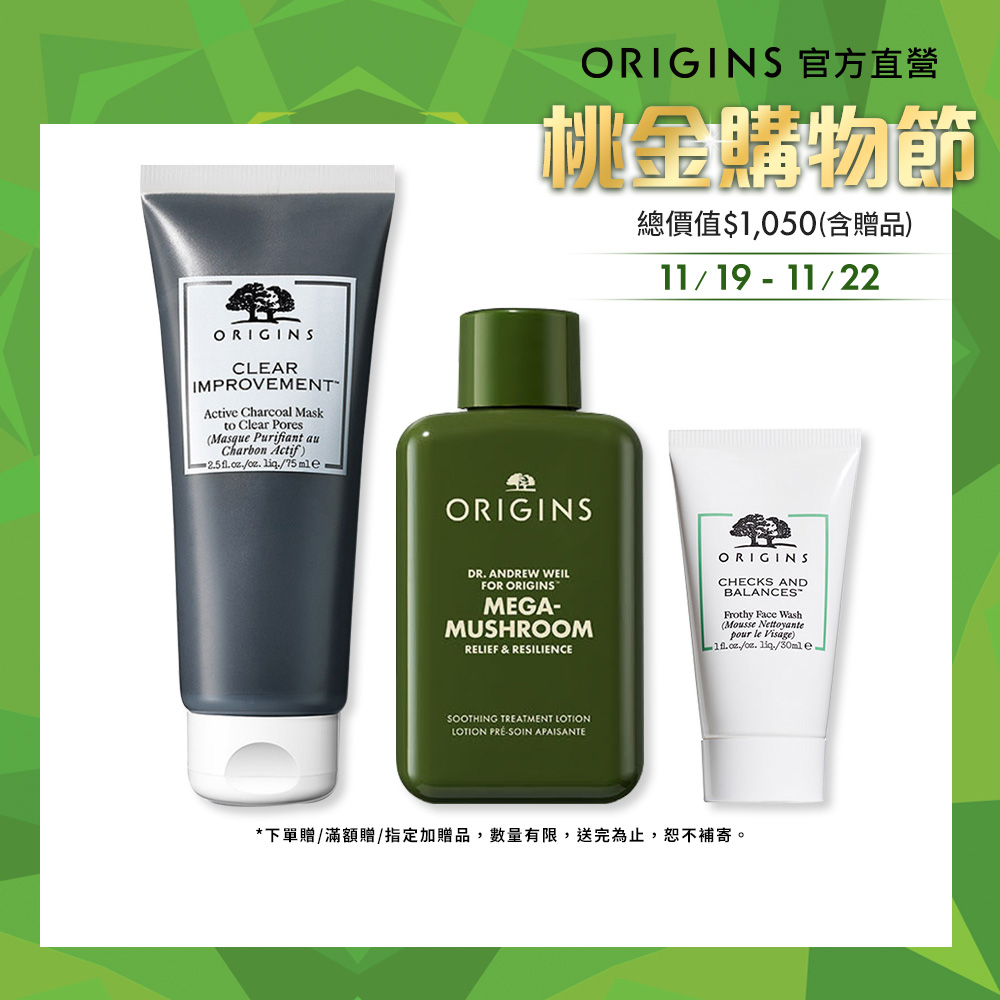 ORIGINS 官方直營
桃金購物節
總價值$1,050(含贈品)
11/19 - 11/22
ORIGINS
CLEAR
IMPROVEMENT™
Active Charcoal Mask
to Clear Pores
(Masque Purifiant au
Charbon Actif)
2.5 fl.oz./oz. liq./75 ml e
ORIGINS
DR. ANDREW WEIL
FOR ORIGINS™
MEGA-
MUSHROOM
RELIEF & RESILIENCE
SOOTHING TREATMENT LOTION
LOTION PRÉ-SOIN APAISANTE
ORIGINS
CHECKS AND
BALANCES™
Frothy Face Wash
(Mousse Nettoyante
pour le Visage)
1 fl.oz./oz. liq./30ml e
*下單贈/滿額贈/指定加贈品，數量有限，送完為止，恕不補寄。